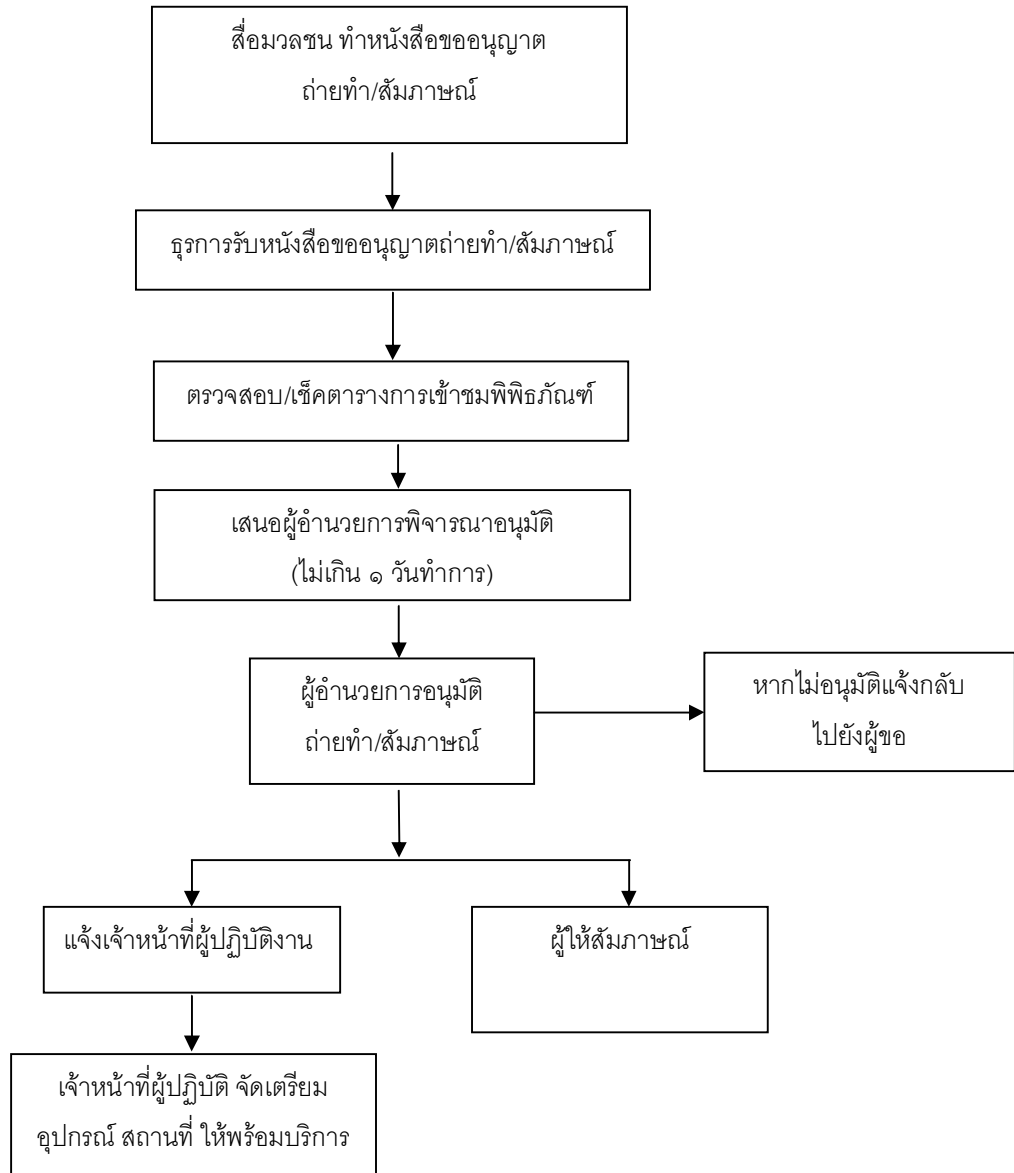 สื่อมวลชน ทำหนังสือขออนุญาต
ถ่ายทำ/สัมภาษณ์
ธุรการรับหนังสือขออนุญาตถ่ายทำ/สัมภาษณ์
ตรวจสอบ/เช็คตารางการเข้าชมพิพิธภัณฑ์
เสนอผู้อำนวยการพิจารณาอนุมัติ
(ไม่เกิน ๑ วันทำการ)
ผู้อำนวยการอนุมัติ
ถ่ายทำ/สัมภาษณ์
หากไม่อนุมัติแจ้งกลับ
ไปยังผู้ขอ
แจ้งเจ้าหน้าที่ผู้ปฏิบัติงาน
ผู้ให้สัมภาษณ์
เจ้าหน้าที่ผู้ปฏิบัติ จัดเตรียม
อุปกรณ์ สถานที่ ให้พร้อมบริการ